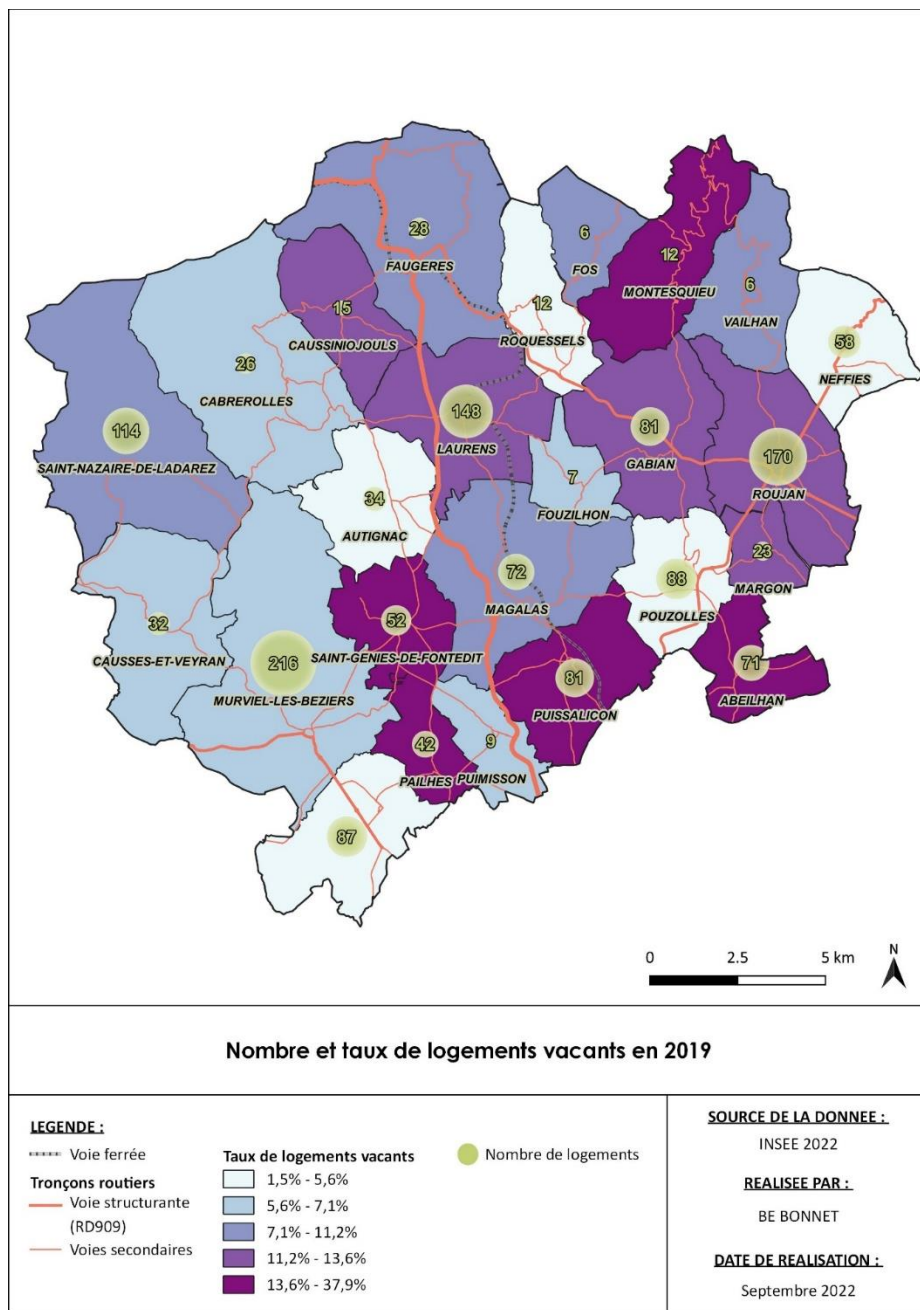 28
FAUGERES
6
FOS
12
MONTESQUIEU
6
VAILHAN
15
CAUSSINIOJOULS
12
ROQUESSELS
58
NEFFIES
26
CABREROLLES
148
LAURENS
81
GABIAN
170
ROUJAN
114
SAINT-NAZAIRE-DE-LADAREZ
34
AUTIGNAC
7
FOUZILHON
23
MARGON
72
MAGALAS
88
POUZOLLES
32
CAUSSES-ET-VEYRAN
52
SAINT-GENIES-DE-FONTEDIT
216
MURVIEL-LES-BEZIERS
81
PUISSALICON
71
ABEILHAN
42
PAILHES
9
PUIMISSON
87
0 2.5 5 km
N
Nombre et taux de logements vacants en 2019
LEGENDE :
Voie ferrée
Tronçons routiers
Voie structurante
(RD909)
Voies secondaires
Taux de logements vacants
1,5% - 5,6%
5,6% - 7,1%
7,1% - 11,2%
11,2% - 13,6%
13,6% - 37,9%
Nombre de logements
SOURCE DE LA DONNEE :
INSEE 2022
REALISEE PAR :
BE BONNET
DATE DE REALISATION :
Septembre 2022